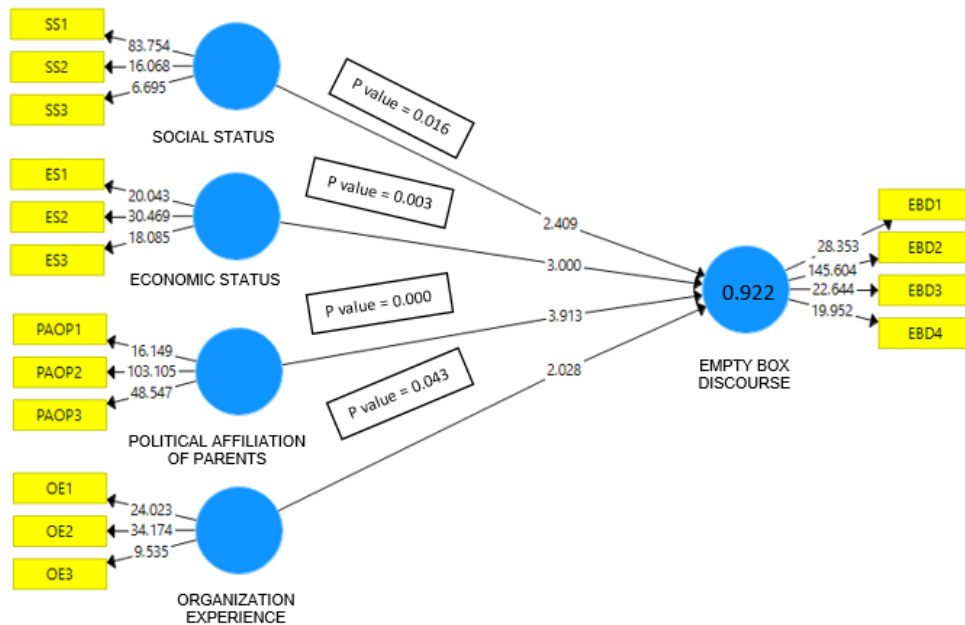 SS1
83.754
SS2
16.068
SS3
6.695
SOCIAL STATUS
P value = 0.016
2.409
ES1
20.043
ES2
30.469
ES3
18.085
ECONOMIC STATUS
P value = 0.003
3.000
PAOP1
16.149
PAOP2
103.105
PAOP3
48.547
POLITICAL AFFILIATION
OF PARENTS
P value = 0.000
3.913
OE1
24.023
OE2
34.174
OE3
9.535
ORGANIZATION
EXPERIENCE
P value = 0.043
2.028
0.922
EMPTY BOX
DISCOURSE
EBD1
28.353
EBD2
145.604
EBD3
22.644
EBD4
19.952